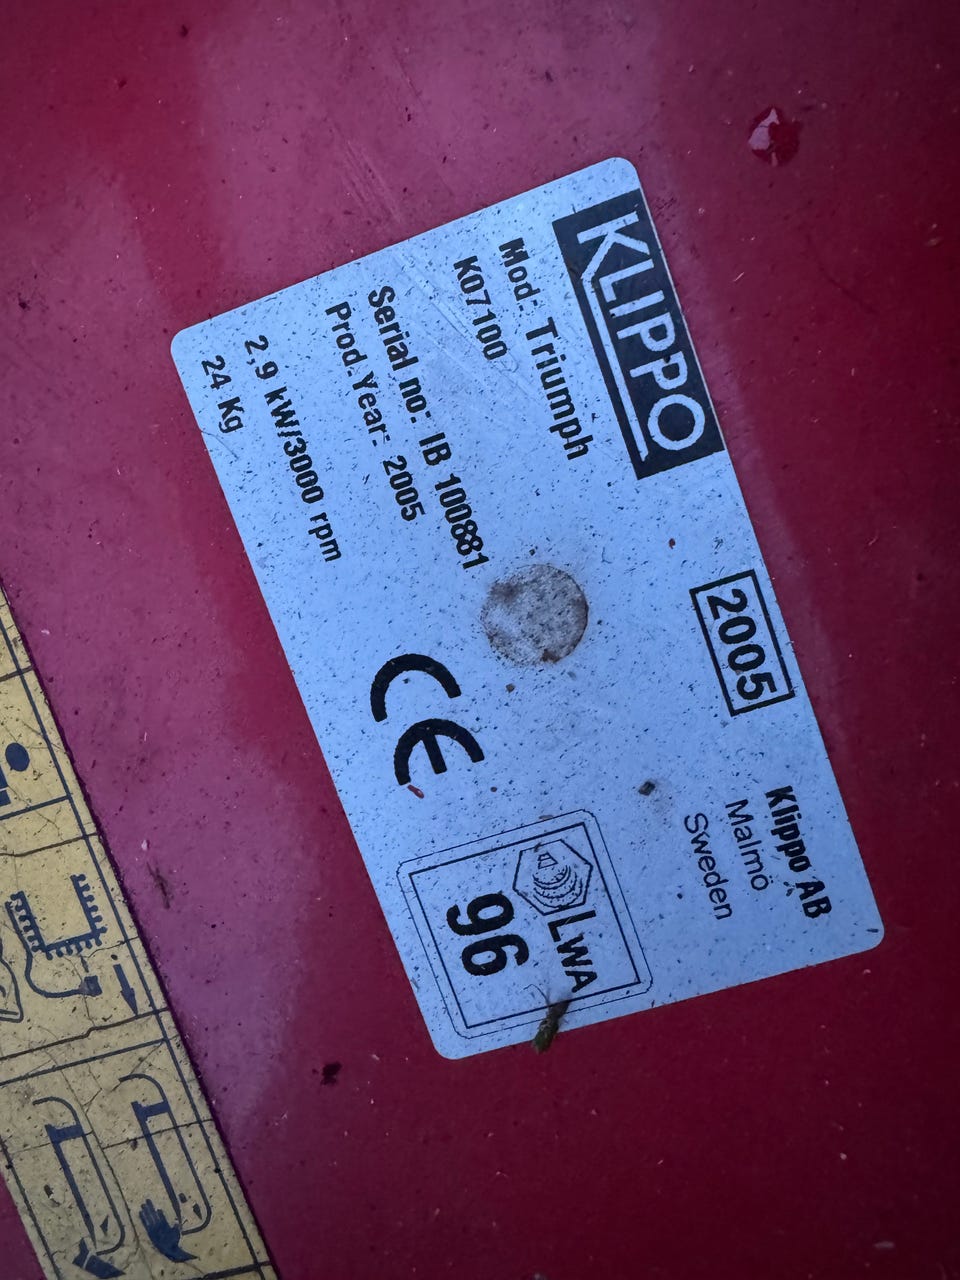 KLIPPO
2005
Klippo AB
Malmö
Sweden
Mod.: Triumph
K07100
Serial no: IB 100881
Prod.Year: 2005
2.9 kW/3000 rpm
24 Kg
CE
LWA
96